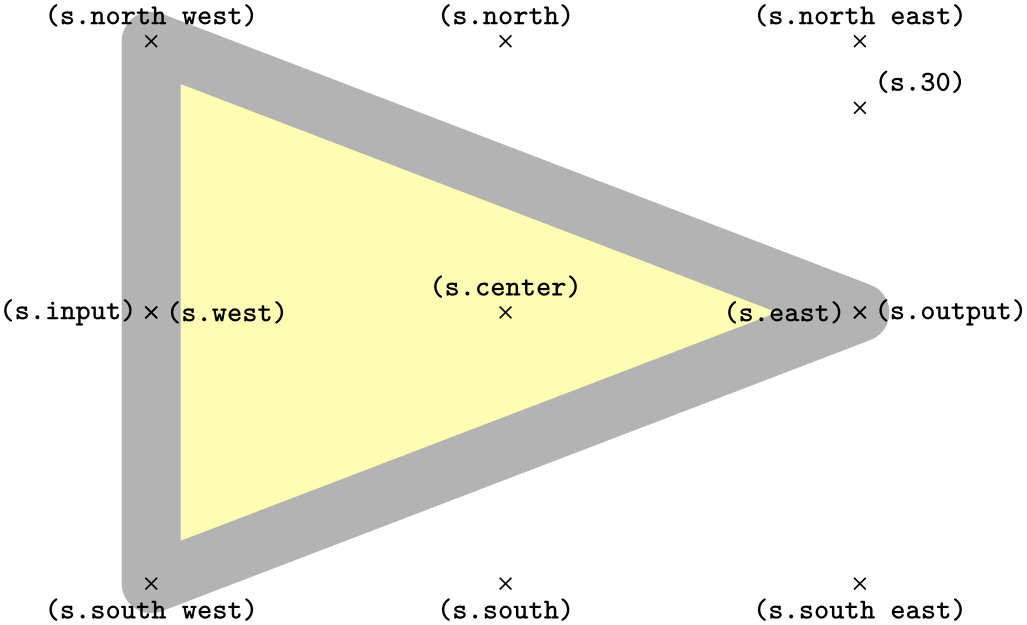 (s.north west) (s.north) (s.north east)
(s.30)
(s.center)
(s.input) (s.west) (s.east) (s.output)
(s.south west) (s.south) (s.south east)